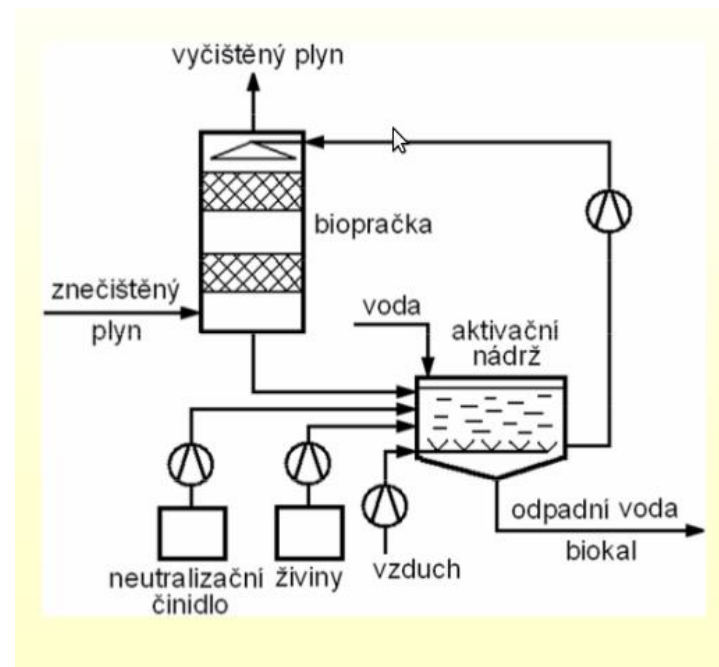 vyčištěný plyn
biopračka
znečištěný
plyn
voda
aktivační
nádrž
odpadní voda
biokal
vzduch
neutralizační
činidlo
živiny